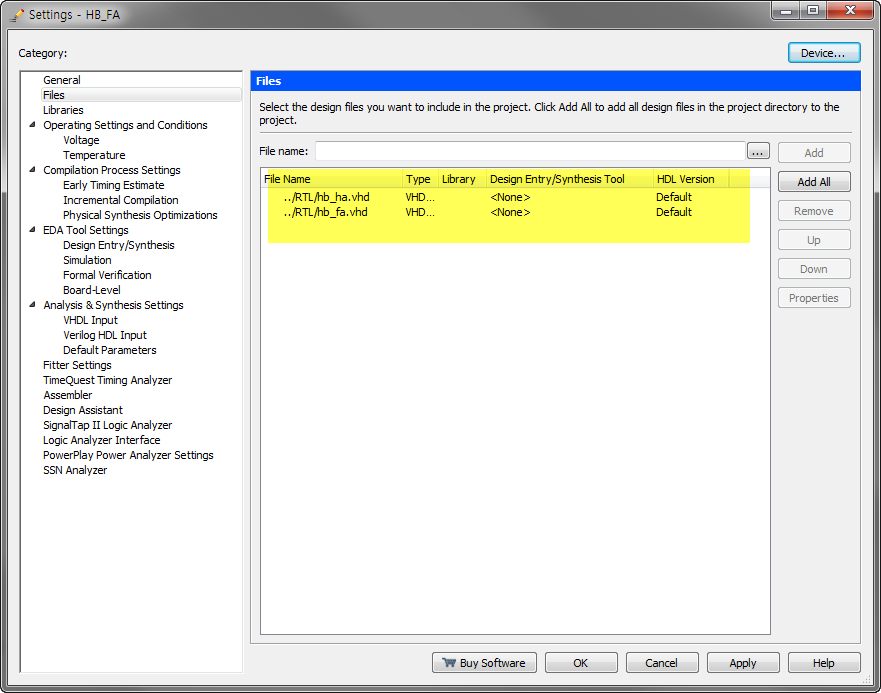 Settings - HB_FA
Category:
Device...
General
Files
Libraries
Operating Settings and Conditions
Voltage
Temperature
Compilation Process Settings
Early Timing Estimate
Incremental Compilation
Physical Synthesis Optimizations
EDA Tool Settings
Design Entry/Synthesis
Simulation
Formal Verification
Board-Level
Analysis & Synthesis Settings
VHDL Input
Verilog HDL Input
Default Parameters
Fitter Settings
TimeQuest Timing Analyzer
Assembler
Design Assistant
SignalTap II Logic Analyzer
Logic Analyzer Interface
PowerPlay Power Analyzer Settings
SSN Analyzer
Files
Select the design files you want to include in the project. Click Add All to add all design files in the project directory to the
project.
File name: ... Add
File Name Type Library Design Entry/Synthesis Tool HDL Version
../RTL/hb_ha.vhd VHD... <None> Default
../RTL/hb_fa.vhd VHD... <None> Default
Add All
Remove
Up
Down
Properties
Buy Software OK Cancel Apply Help